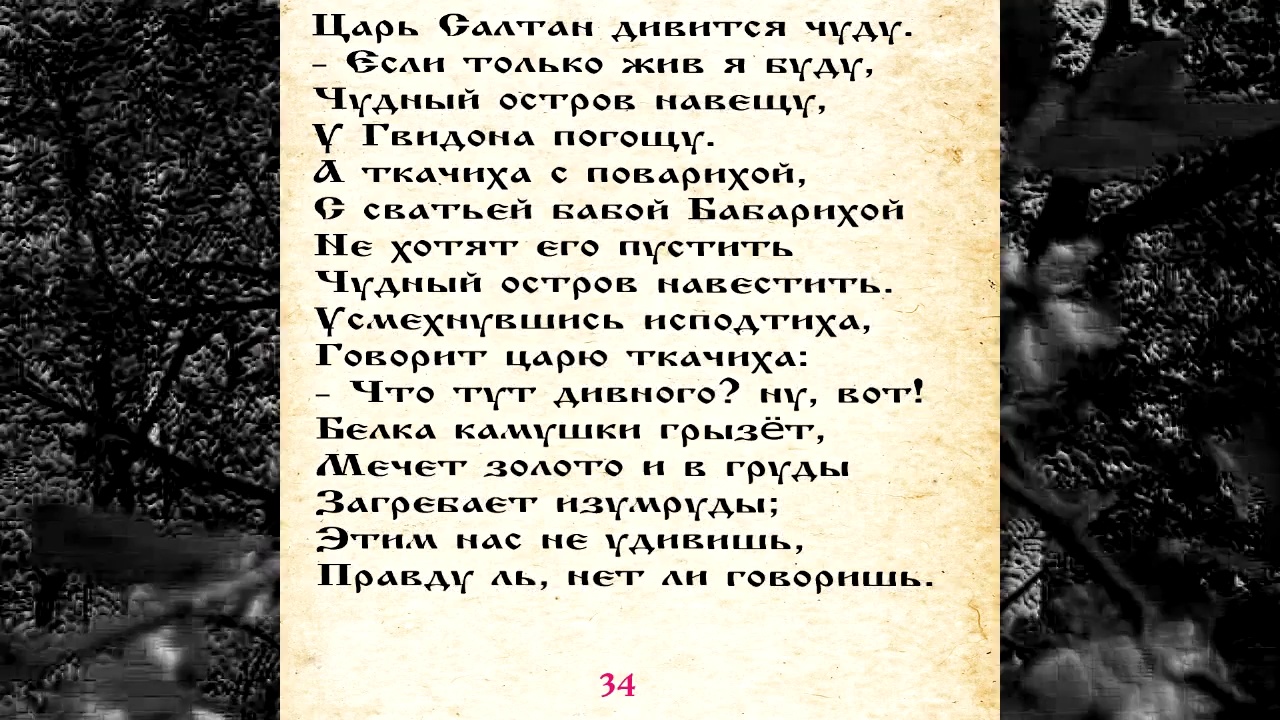 Царь Салтан дивится чуду.
– Если только жив я буду,
Чудный остров навещу,
У Гвидона погощу.
А ткачиха с поварихой,
С сватьей бабой Бабарихой
Не хотят его пустить
Чудный остров навестить.
Усмехнувшись исподтиха,
Говорит царю ткачиха:
– Что тут дивного? ну, вот!
Белка камушки грызёт,
Мечет золото и в груды
Загребает изумруды;
Этим нас не удивишь,
Правду ль, нет ли говоришь.
34